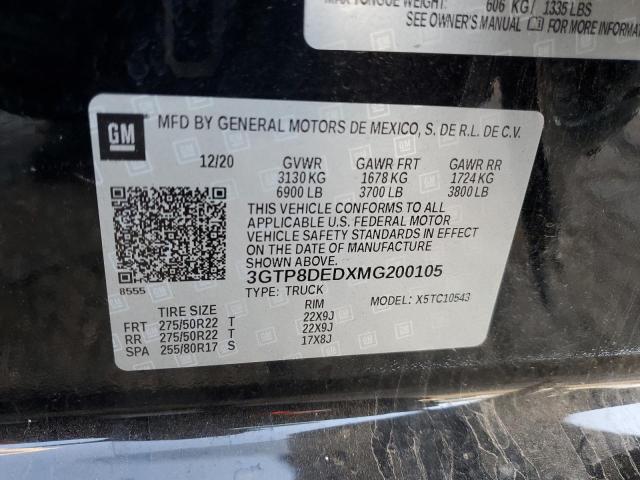 MAX TONGUE WEIGHT: 606 KG/ 1335 LBS
SEE OWNER'S MANUAL FOR MORE INFORMAT
GM
MFD BY GENERAL MOTORS DE MEXICO, S. DE R.L. DE C.V.
12/20 GVWR GAWR FRT GAWR RR
3130 KG 1678 KG 1724 KG
6900 LB 3700 LB 3800 LB
THIS VEHICLE CONFORMS TO ALL
APPLICABLE U.S. FEDERAL MOTOR
VEHICLE SAFETY STANDARDS IN
EFFECT ON THE DATE OF MANUFACTURE
SHOWN ABOVE.
8555
3GTP8DEDXMG200105
TYPE: TRUCK MODEL: X5TC10543
TIRE SIZE RIM
FRT 275/50R22 T 22X9J
RR 275/50R22 T 22X9J
SPA 255/80R17 S 17X8J